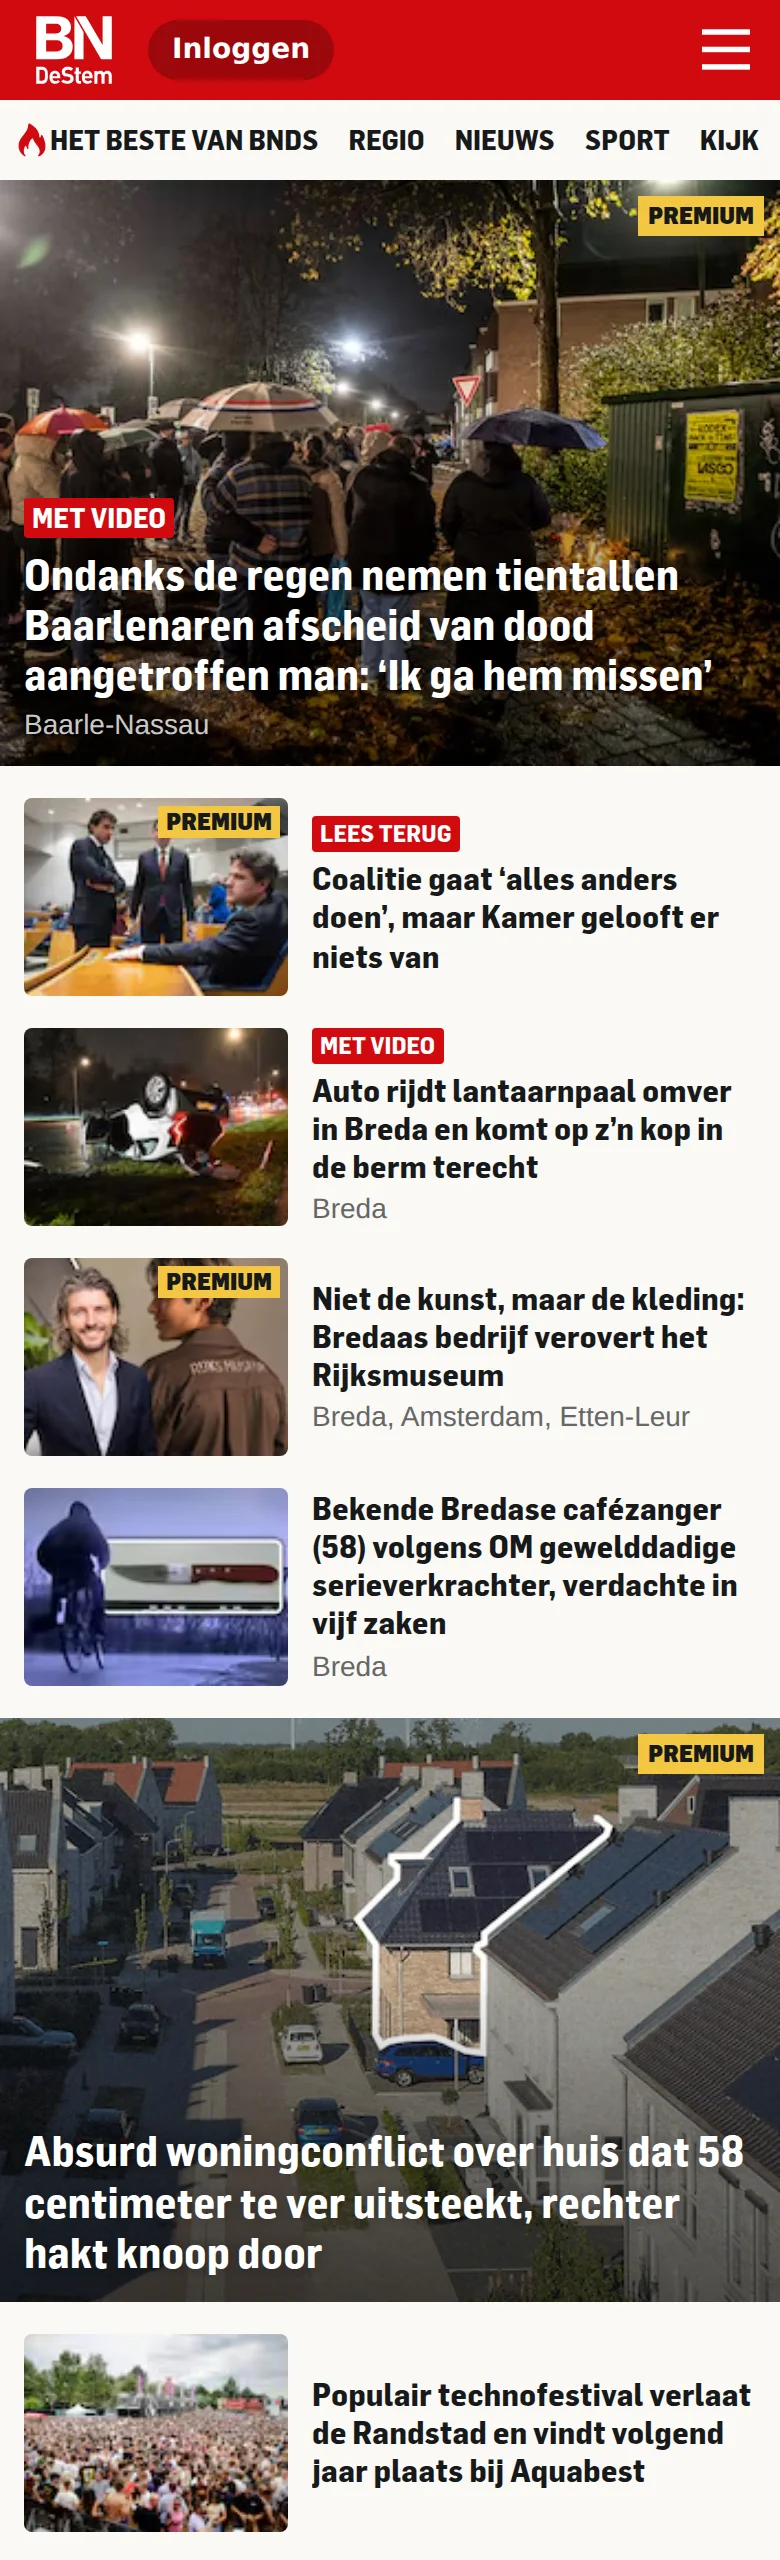 BN
DeStem
Inloggen
HET BESTE VAN BNDS
REGIO
NIEUWS
SPORT
KIJK
PREMIUM
MET VIDEO
Ondanks de regen nemen tientallen
Baarlenaren afscheid van dood
aangetroffen man: ‘Ik ga hem missen’
Baarle-Nassau
PREMIUM
LEES TERUG
Coalitie gaat ‘alles anders
doen’, maar Kamer gelooft er
niets van
MET VIDEO
Auto rijdt lantaarnpaal omver
in Breda en komt op z’n kop in
de berm terecht
Breda
PREMIUM
RIJKS MUSEUM
Niet de kunst, maar de kleding:
Bredaas bedrijf verovert het
Rijksmuseum
Breda, Amsterdam, Etten-Leur
Bekende Bredase cafézanger
(58) volgens OM gewelddadige
serieverkrachter, verdachte in
vijf zaken
Breda
PREMIUM
Absurd woningconflict over huis dat 58
centimeter te ver uitsteekt, rechter
hakt knoop door
Populair technofestival verlaat
de Randstad en vindt volgend
jaar plaats bij Aquabest